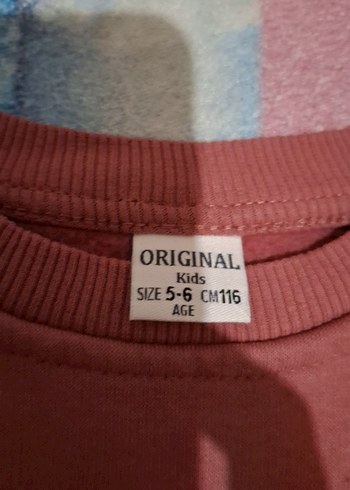 ORIGINAL
Kids
SIZE 5-6 CM116
AGE